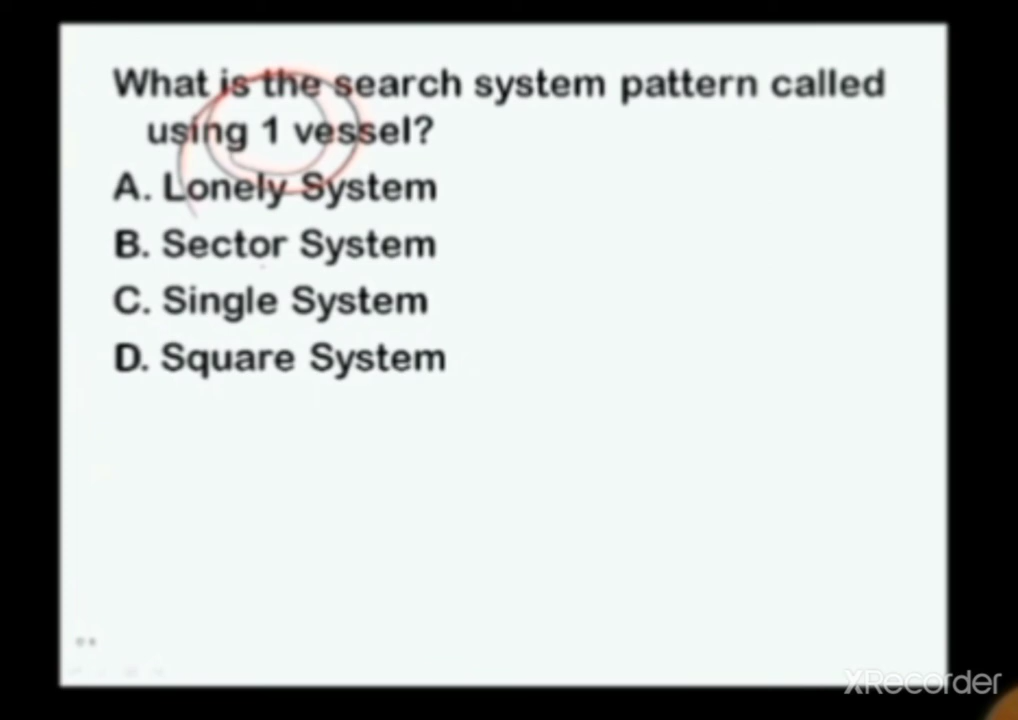 What is the search system pattern called
using 1 vessel?
A. Lonely System
B. Sector System
C. Single System
D. Square System
XRecorder